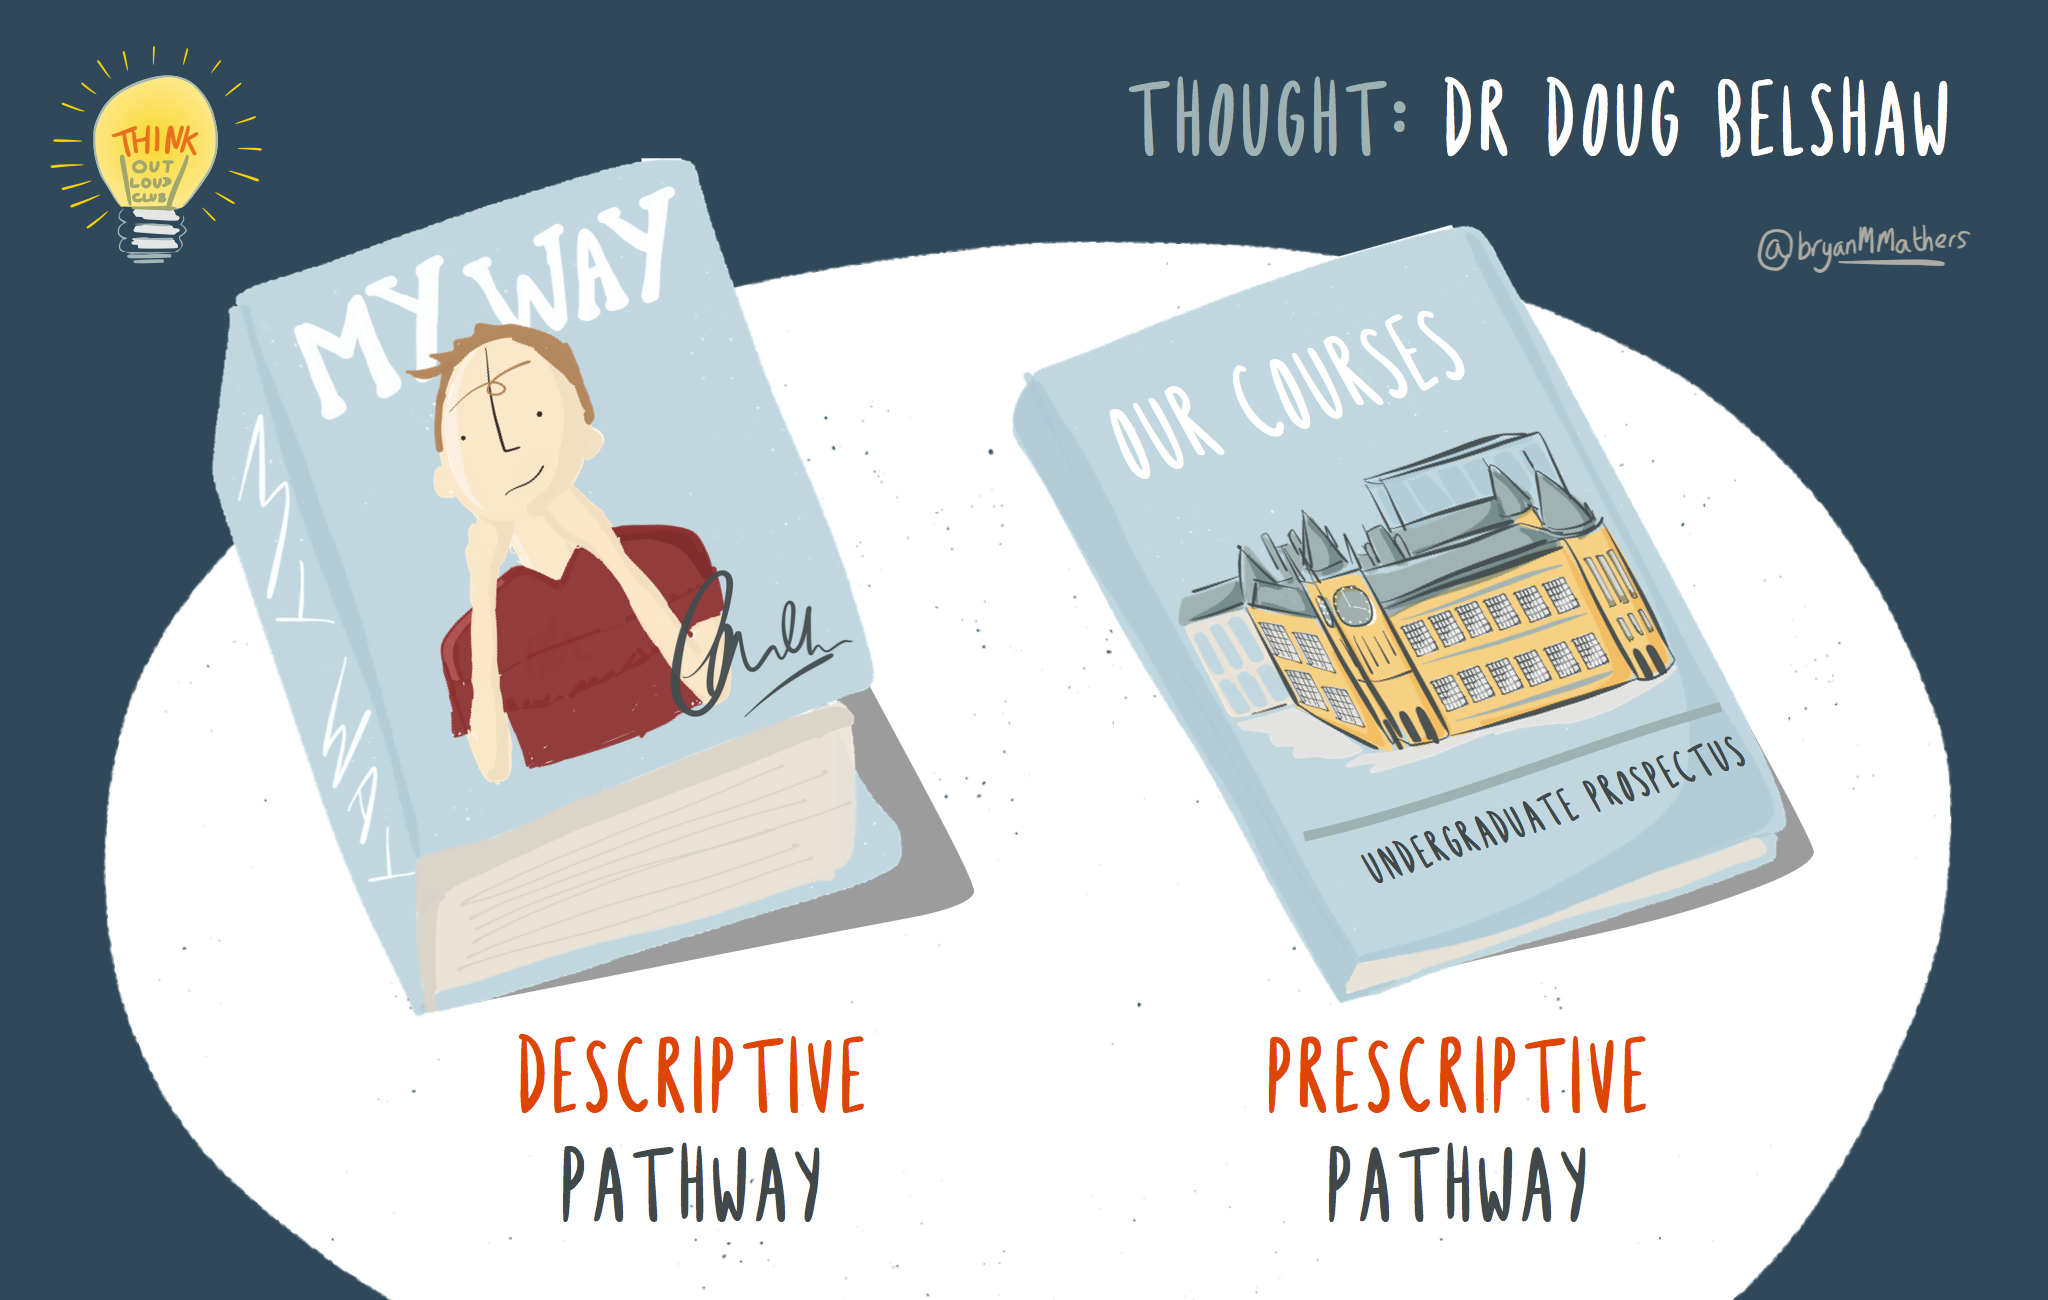 THINK
OUT
LOUD
CLUB
THOUGHT: DR DOUG BELSHAW
@bryanMMathers
MY WAY
MY WAY
OUR COURSES
UNDERGRADUATE PROSPECTUS
DESCRIPTIVE
PATHWAY
PRESCRIPTIVE
PATHWAY